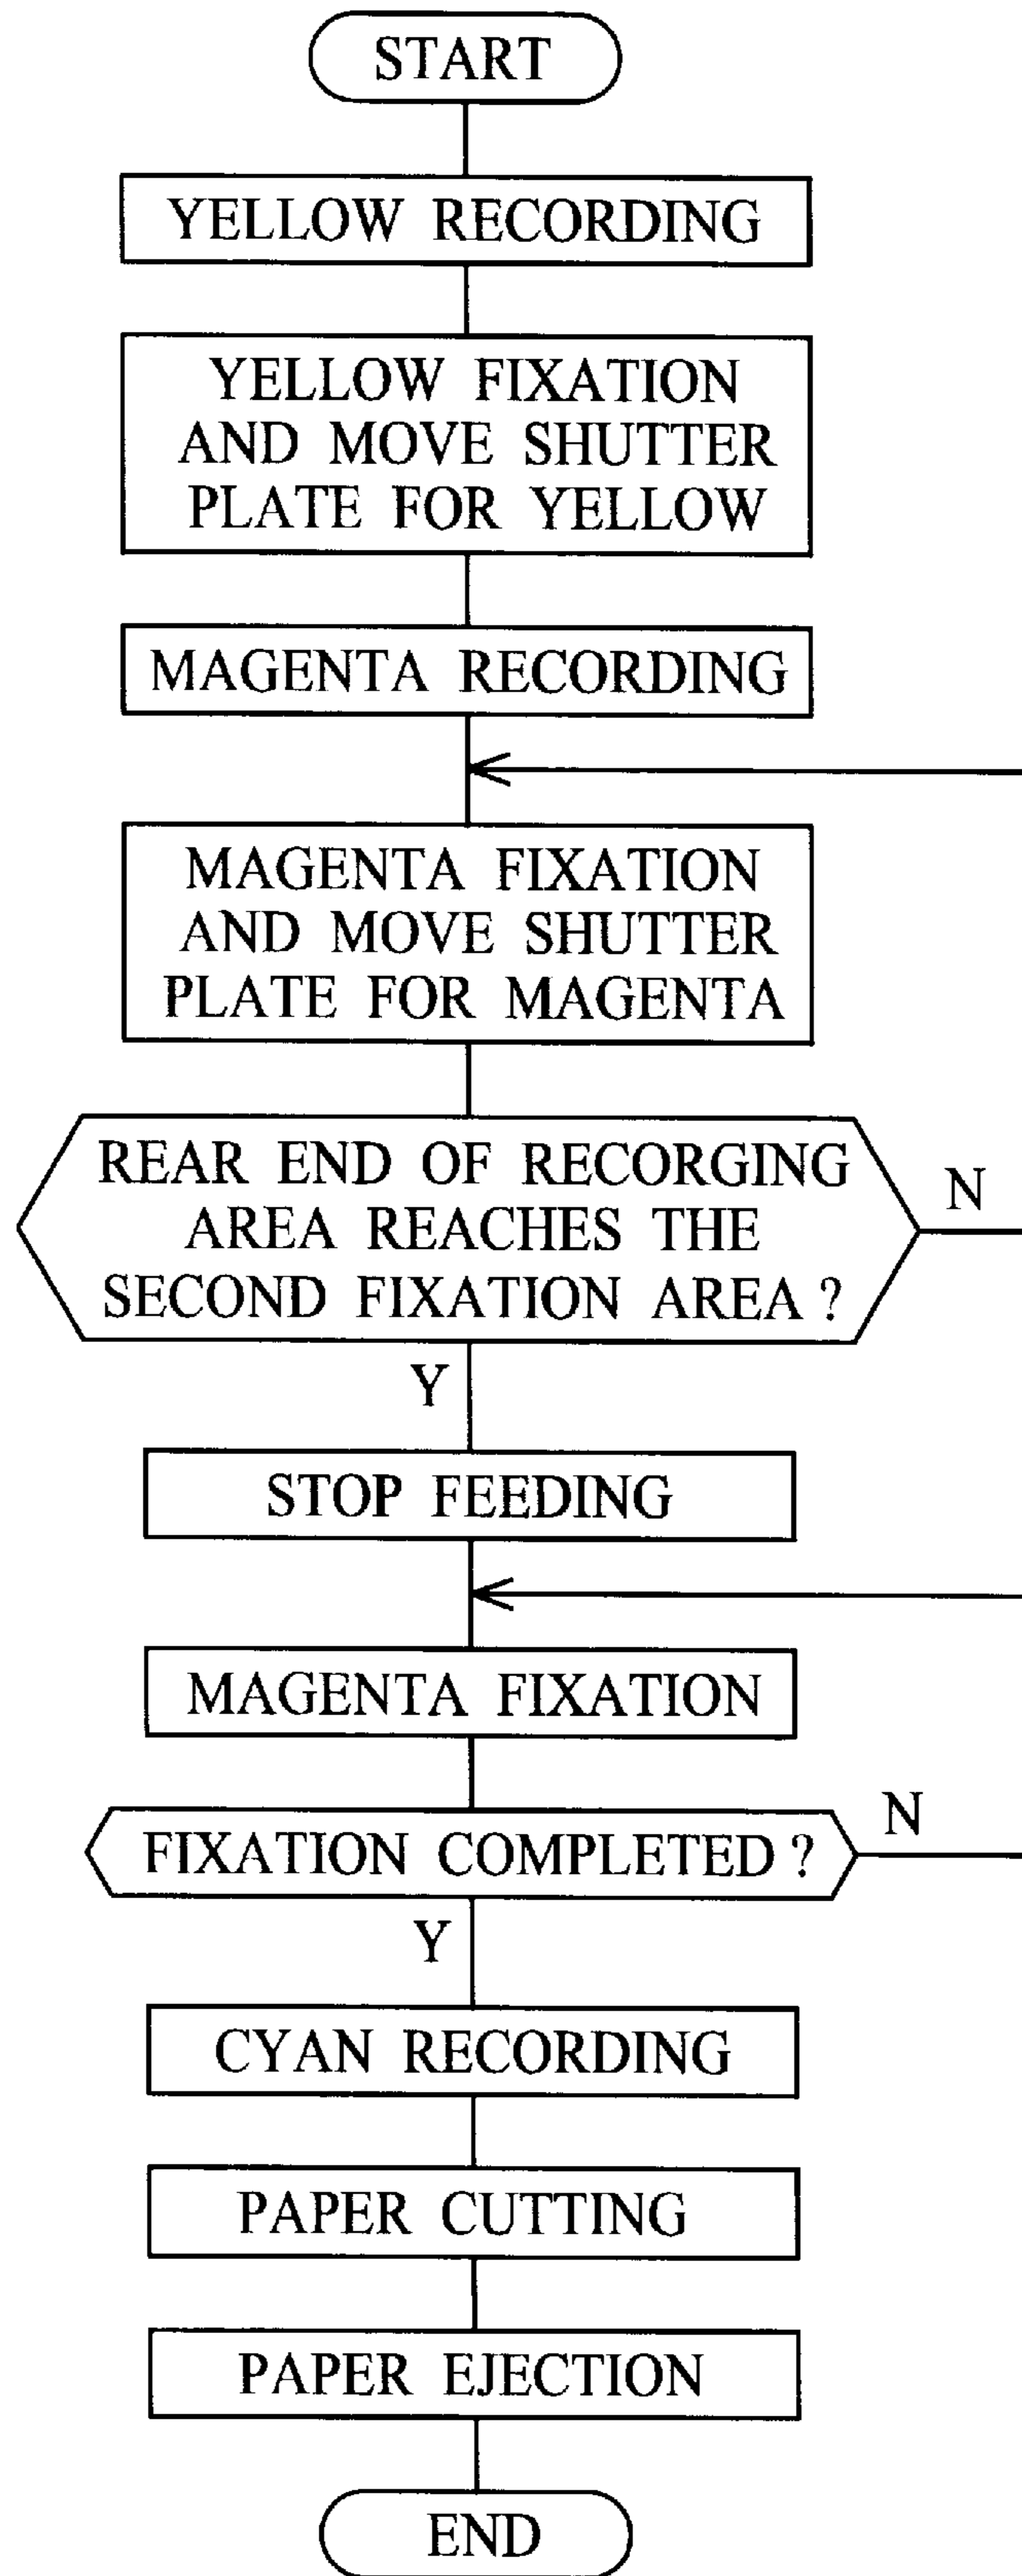 START
YELLOW RECORDING
YELLOW FIXATION
AND MOVE SHUTTER
PLATE FOR YELLOW
MAGENTA RECORDING
MAGENTA FIXATION
AND MOVE SHUTTER
PLATE FOR MAGENTA
REAR END OF RECORGING
AREA REACHES THE
SECOND FIXATION AREA ?
N
Y
STOP FEEDING
MAGENTA FIXATION
FIXATION COMPLETED ?
N
Y
CYAN RECORDING
PAPER CUTTING
PAPER EJECTION
END